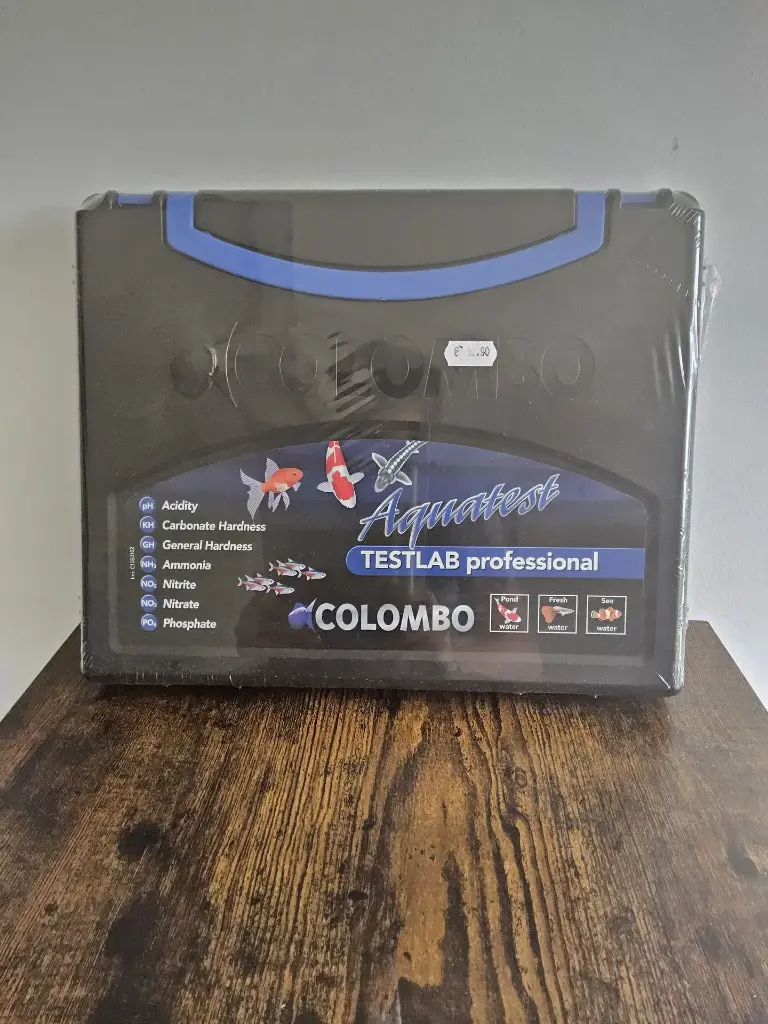 COLOMBO
Aquatest
pH Acidity
KH Carbonate Hardness
GH General Hardness
NH₃ Ammonia
NO₂ Nitrite
NO₃ Nitrate
PO₄ Phosphate
TESTLAB professional
COLOMBO
Pond
water
Fresh
water
Sea
water